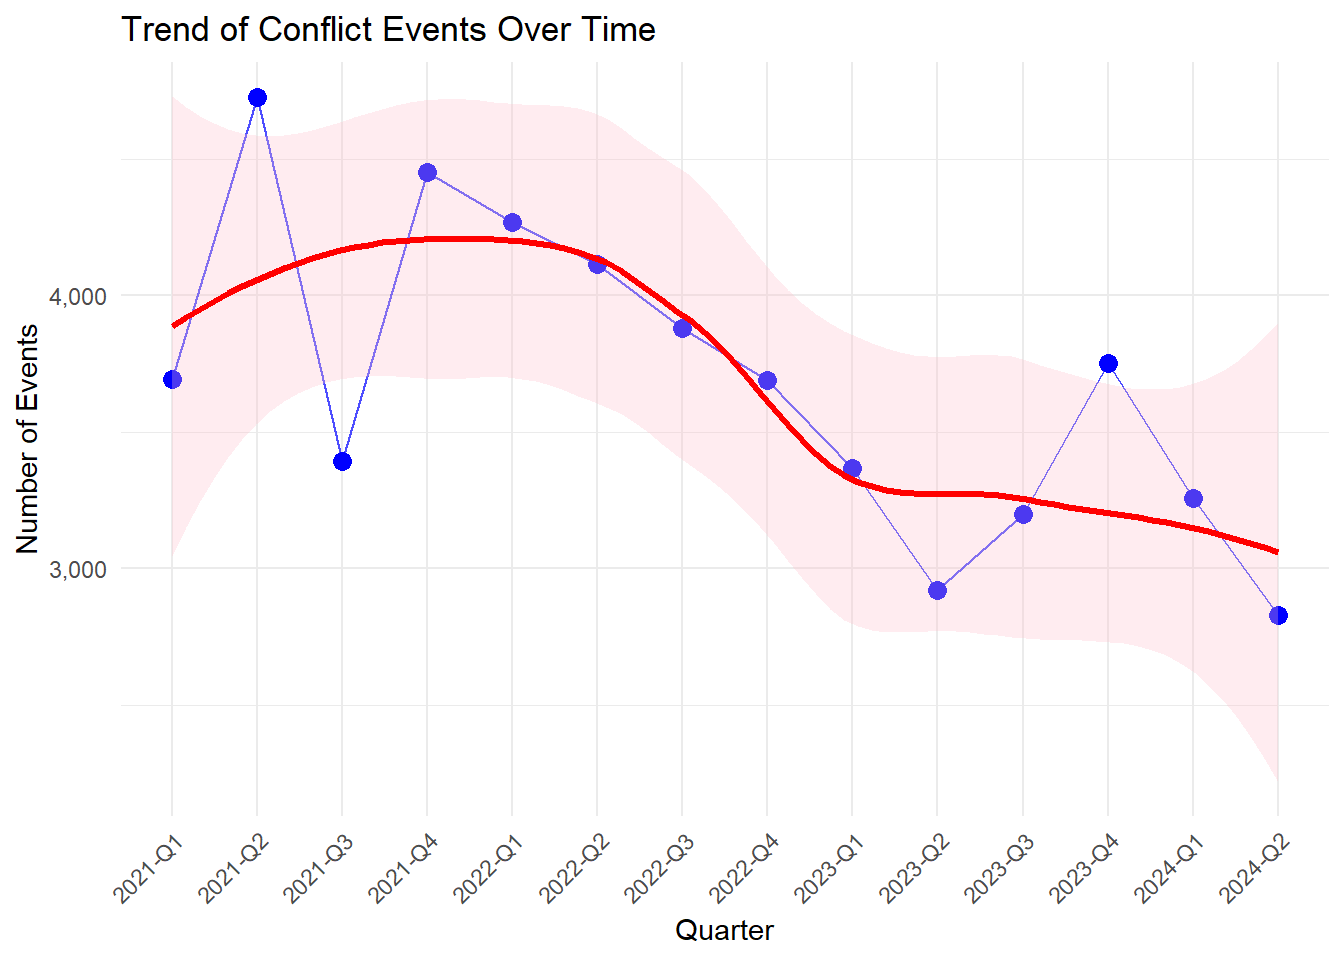 Trend of Conflict Events Over Time
Number of Events
4,000
3,000
2021-Q1
2021-Q2
2021-Q3
2021-Q4
2022-Q1
2022-Q2
2022-Q3
2022-Q4
2023-Q1
2023-Q2
2023-Q3
2023-Q4
2024-Q1
2024-Q2
Quarter